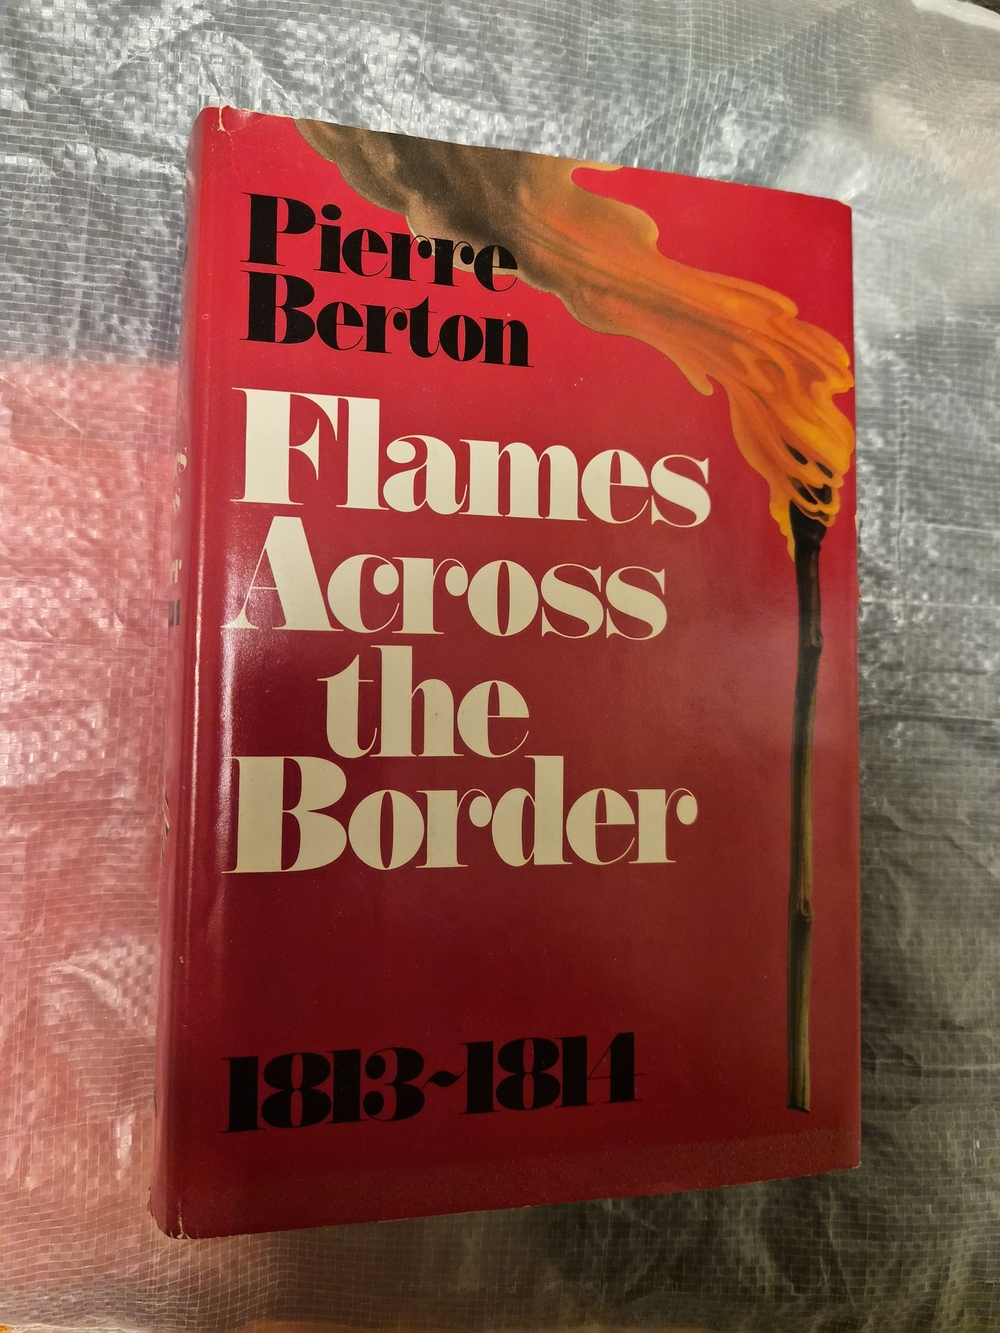 Pierre
Berton
Flames
Across
the
Border
1813~1814